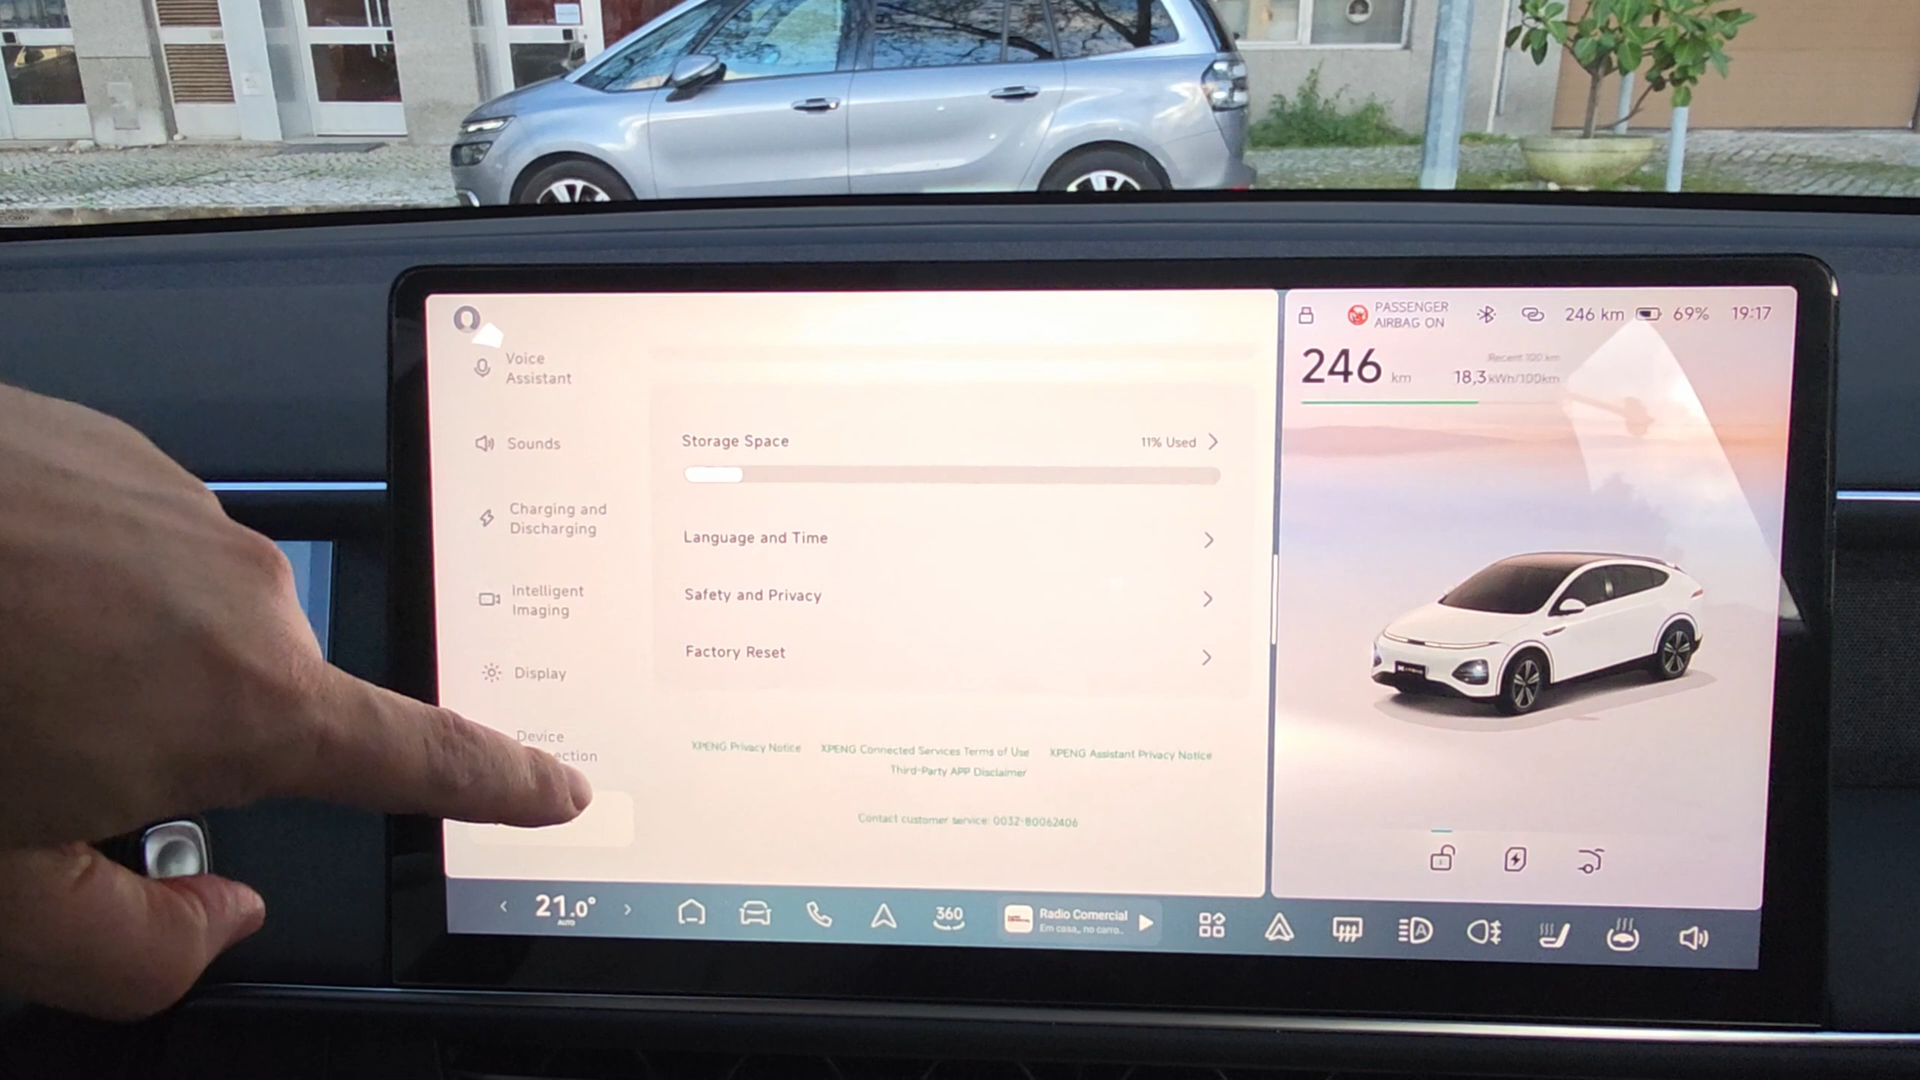 PASSENGER
AIRBAG ON
246 km
69%
19:17
246 km
Recent 100 km
18,3 kWh/100km
Voice
Assistant
Sounds
Charging and
Discharging
Intelligent
Imaging
Display
Device
Storage Space
11% Used
Language and Time
Safety and Privacy
Factory Reset
XPENG Privacy Notice XPENG Connected Services Terms of Use XPENG Assistant Privacy Notice
Third-Party APP Disclaimer
Contact customer service: 0032-80062406
21.0°
AUTO
360
Radio Comercial
Em casa, no carro..
A